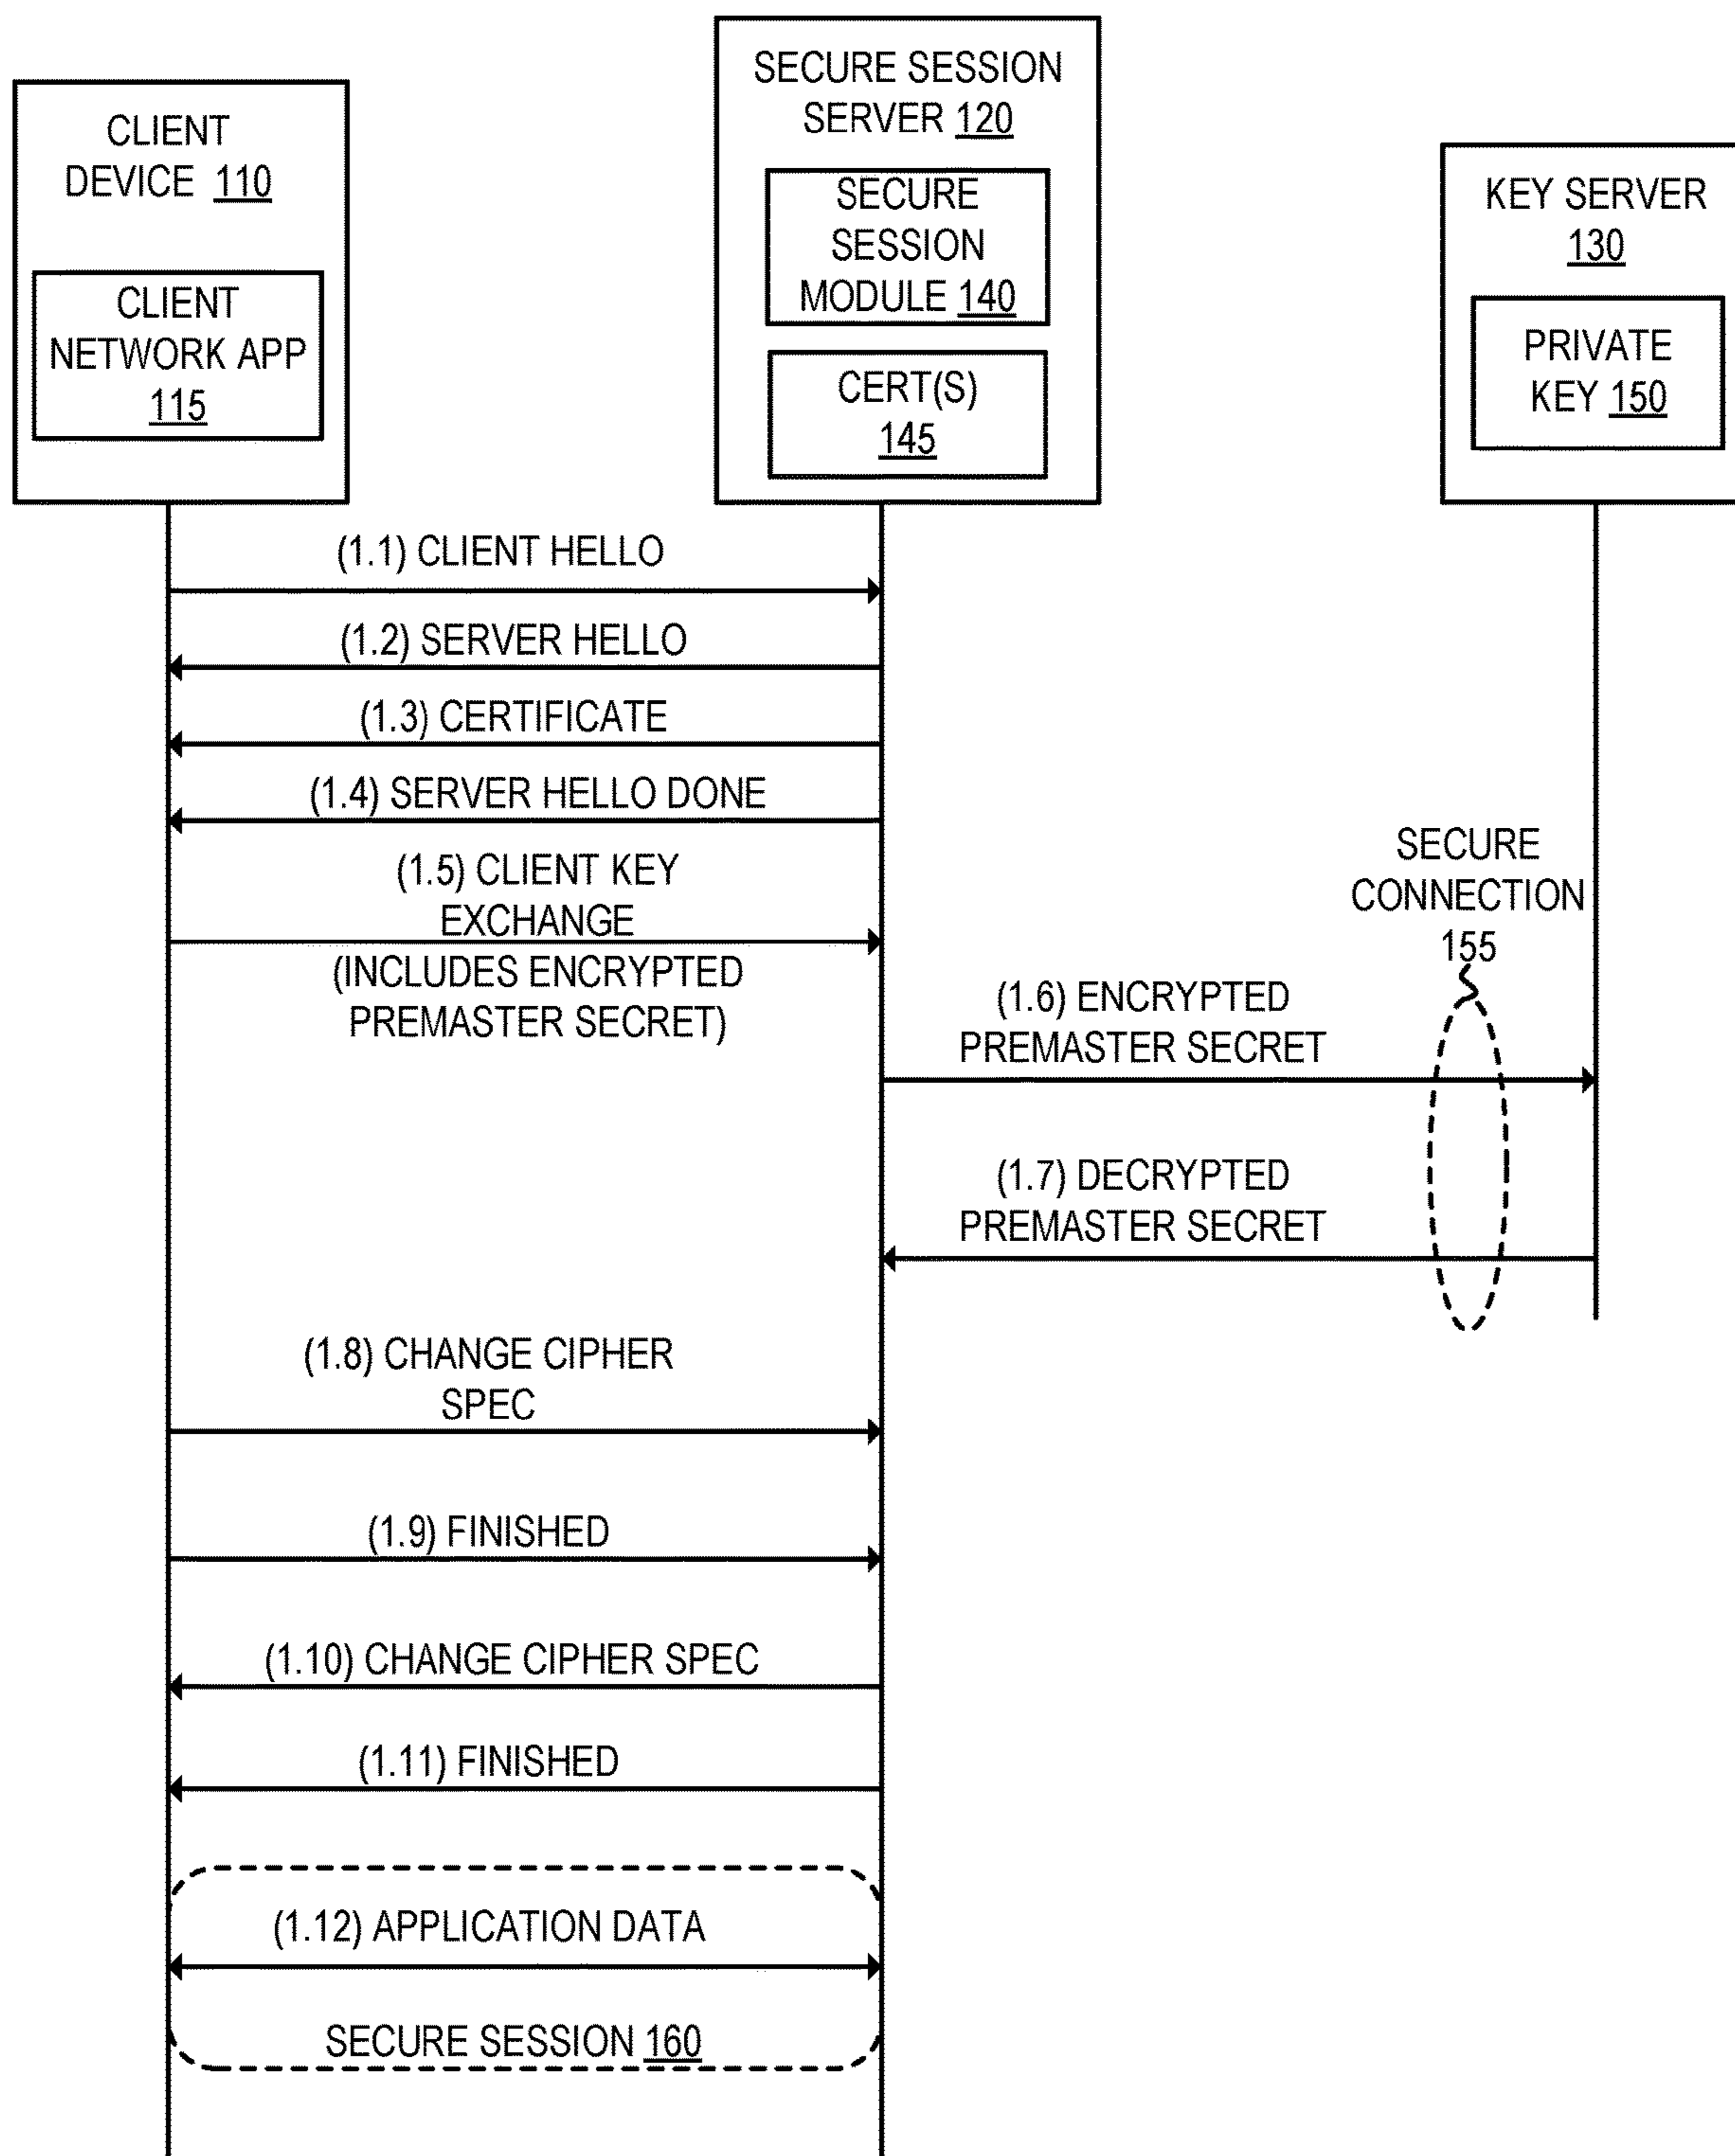 CLIENT
DEVICE 110
CLIENT
NETWORK APP
115
SECURE SESSION
SERVER 120
SECURE
SESSION
MODULE 140
CERT(S)
145
KEY SERVER
130
PRIVATE
KEY 150
(1.1) CLIENT HELLO
(1.2) SERVER HELLO
(1.3) CERTIFICATE
(1.4) SERVER HELLO DONE
(1.5) CLIENT KEY
EXCHANGE
(INCLUDES ENCRYPTED
PREMASTER SECRET)
SECURE
CONNECTION
155
(1.6) ENCRYPTED
PREMASTER SECRET
(1.7) DECRYPTED
PREMASTER SECRET
(1.8) CHANGE CIPHER
SPEC
(1.9) FINISHED
(1.10) CHANGE CIPHER SPEC
(1.11) FINISHED
(1.12) APPLICATION DATA
SECURE SESSION 160